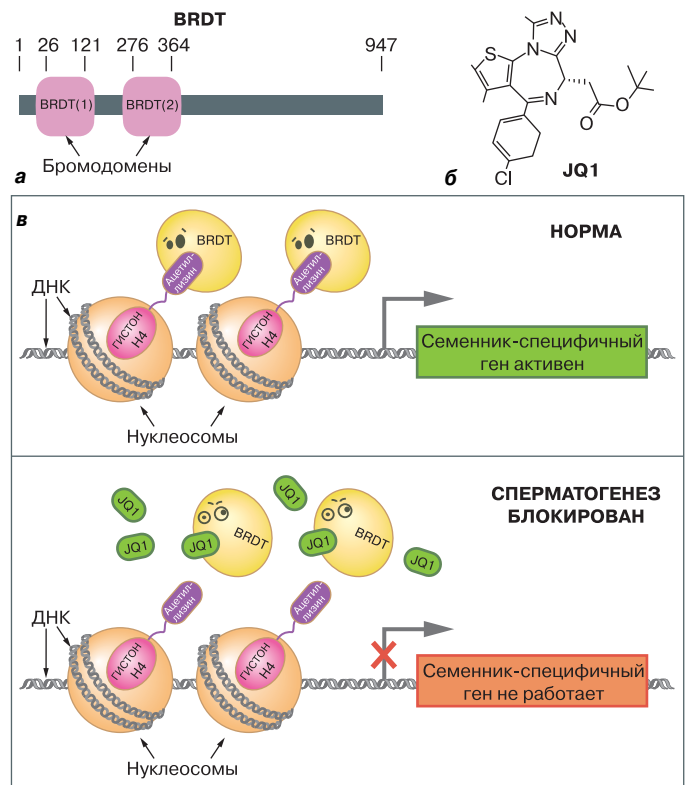 BRDT
1 26 121 276 364 947
BRDT(1) BRDT(2)
Бромодомены
а
N
N
N
S
N
O
O
Cl
JQ1
б
в
НОРМА
BRDT
BRDT
Ацетил-
лизин
Ацетил-
лизин
ДНК
ГИСТОН
H4
ГИСТОН
H4
Семенник-специфичный
ген активен
Нуклеосомы
СПЕРМАТОГЕНЕЗ
БЛОКИРОВАН
JQ1
JQ1
JQ1
JQ1
JQ1
JQ1
BRDT
BRDT
Ацетил-
лизин
Ацетил-
лизин
ДНК
ГИСТОН
H4
ГИСТОН
H4
Семенник-специфичный
ген не работает
Нуклеосомы